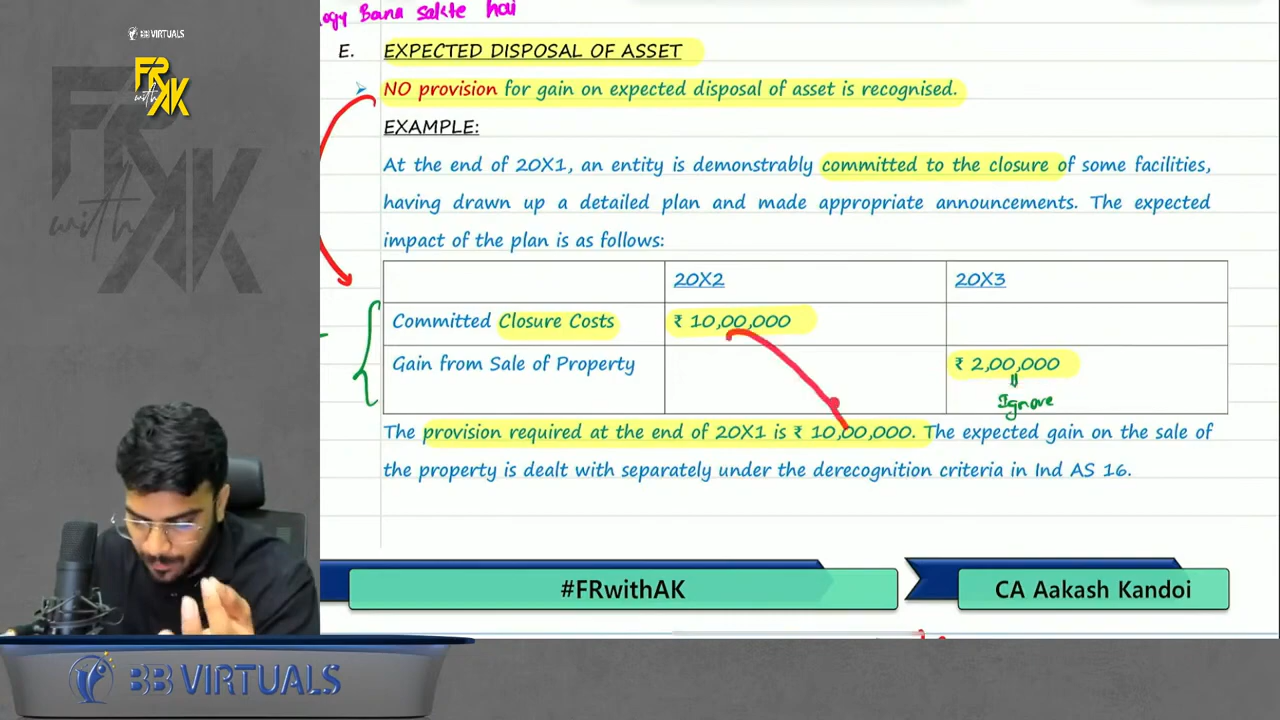 BB VIRTUALS
FR
with
AK
FR
with
AK
ogy Bana sakte hai
E. EXPECTED DISPOSAL OF ASSET
➢ NO provision for gain on expected disposal of asset is recognised.
EXAMPLE:
At the end of 20X1, an entity is demonstrably committed to the closure of some facilities,
having drawn up a detailed plan and made appropriate announcements. The expected
impact of the plan is as follows:
20X2 20X3
Committed Closure Costs ₹ 10,00,000
Gain from Sale of Property ₹ 2,00,000
Ignore
The provision required at the end of 20X1 is ₹ 10,00,000. The expected gain on the sale of
the property is dealt with separately under the derecognition criteria in Ind AS 16.
#FRwithAK
CA Aakash Kandoi
BB VIRTUALS